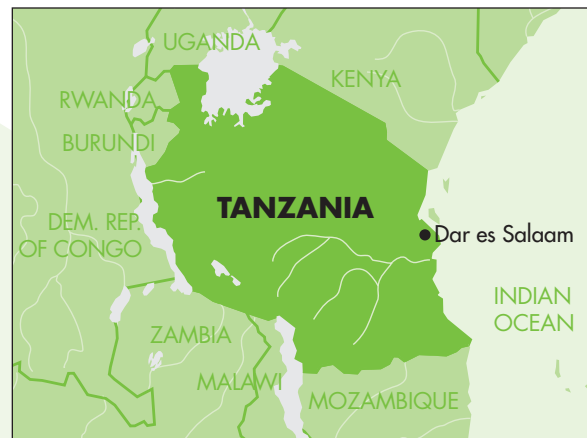 UGANDA
KENYA
RWANDA
BURUNDI
TANZANIA
DEM. REP.
OF CONGO
Dar es Salaam
INDIAN
OCEAN
ZAMBIA
MALAWI
MOZAMBIQUE